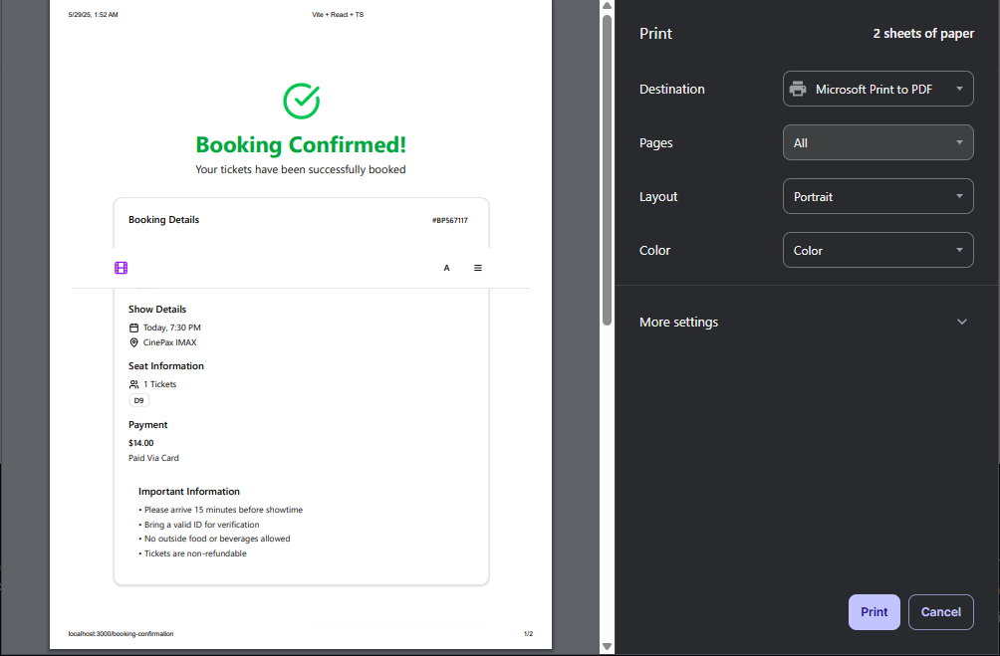 5/29/25, 1:52 AM Vite + React + TS
Booking Confirmed!
Your tickets have been successfully booked
Booking Details #BP567117
A
Show Details
Today, 7:30 PM
CinePax IMAX
Seat Information
1 Tickets
D9
Payment
$14.00
Paid Via Card
Important Information
• Please arrive 15 minutes before showtime
• Bring a valid ID for verification
• No outside food or beverages allowed
• Tickets are non-refundable
localhost:3000/booking-confirmation 1/2
Print 2 sheets of paper
Destination Microsoft Print to PDF
Pages All
Layout Portrait
Color Color
More settings
Print Cancel